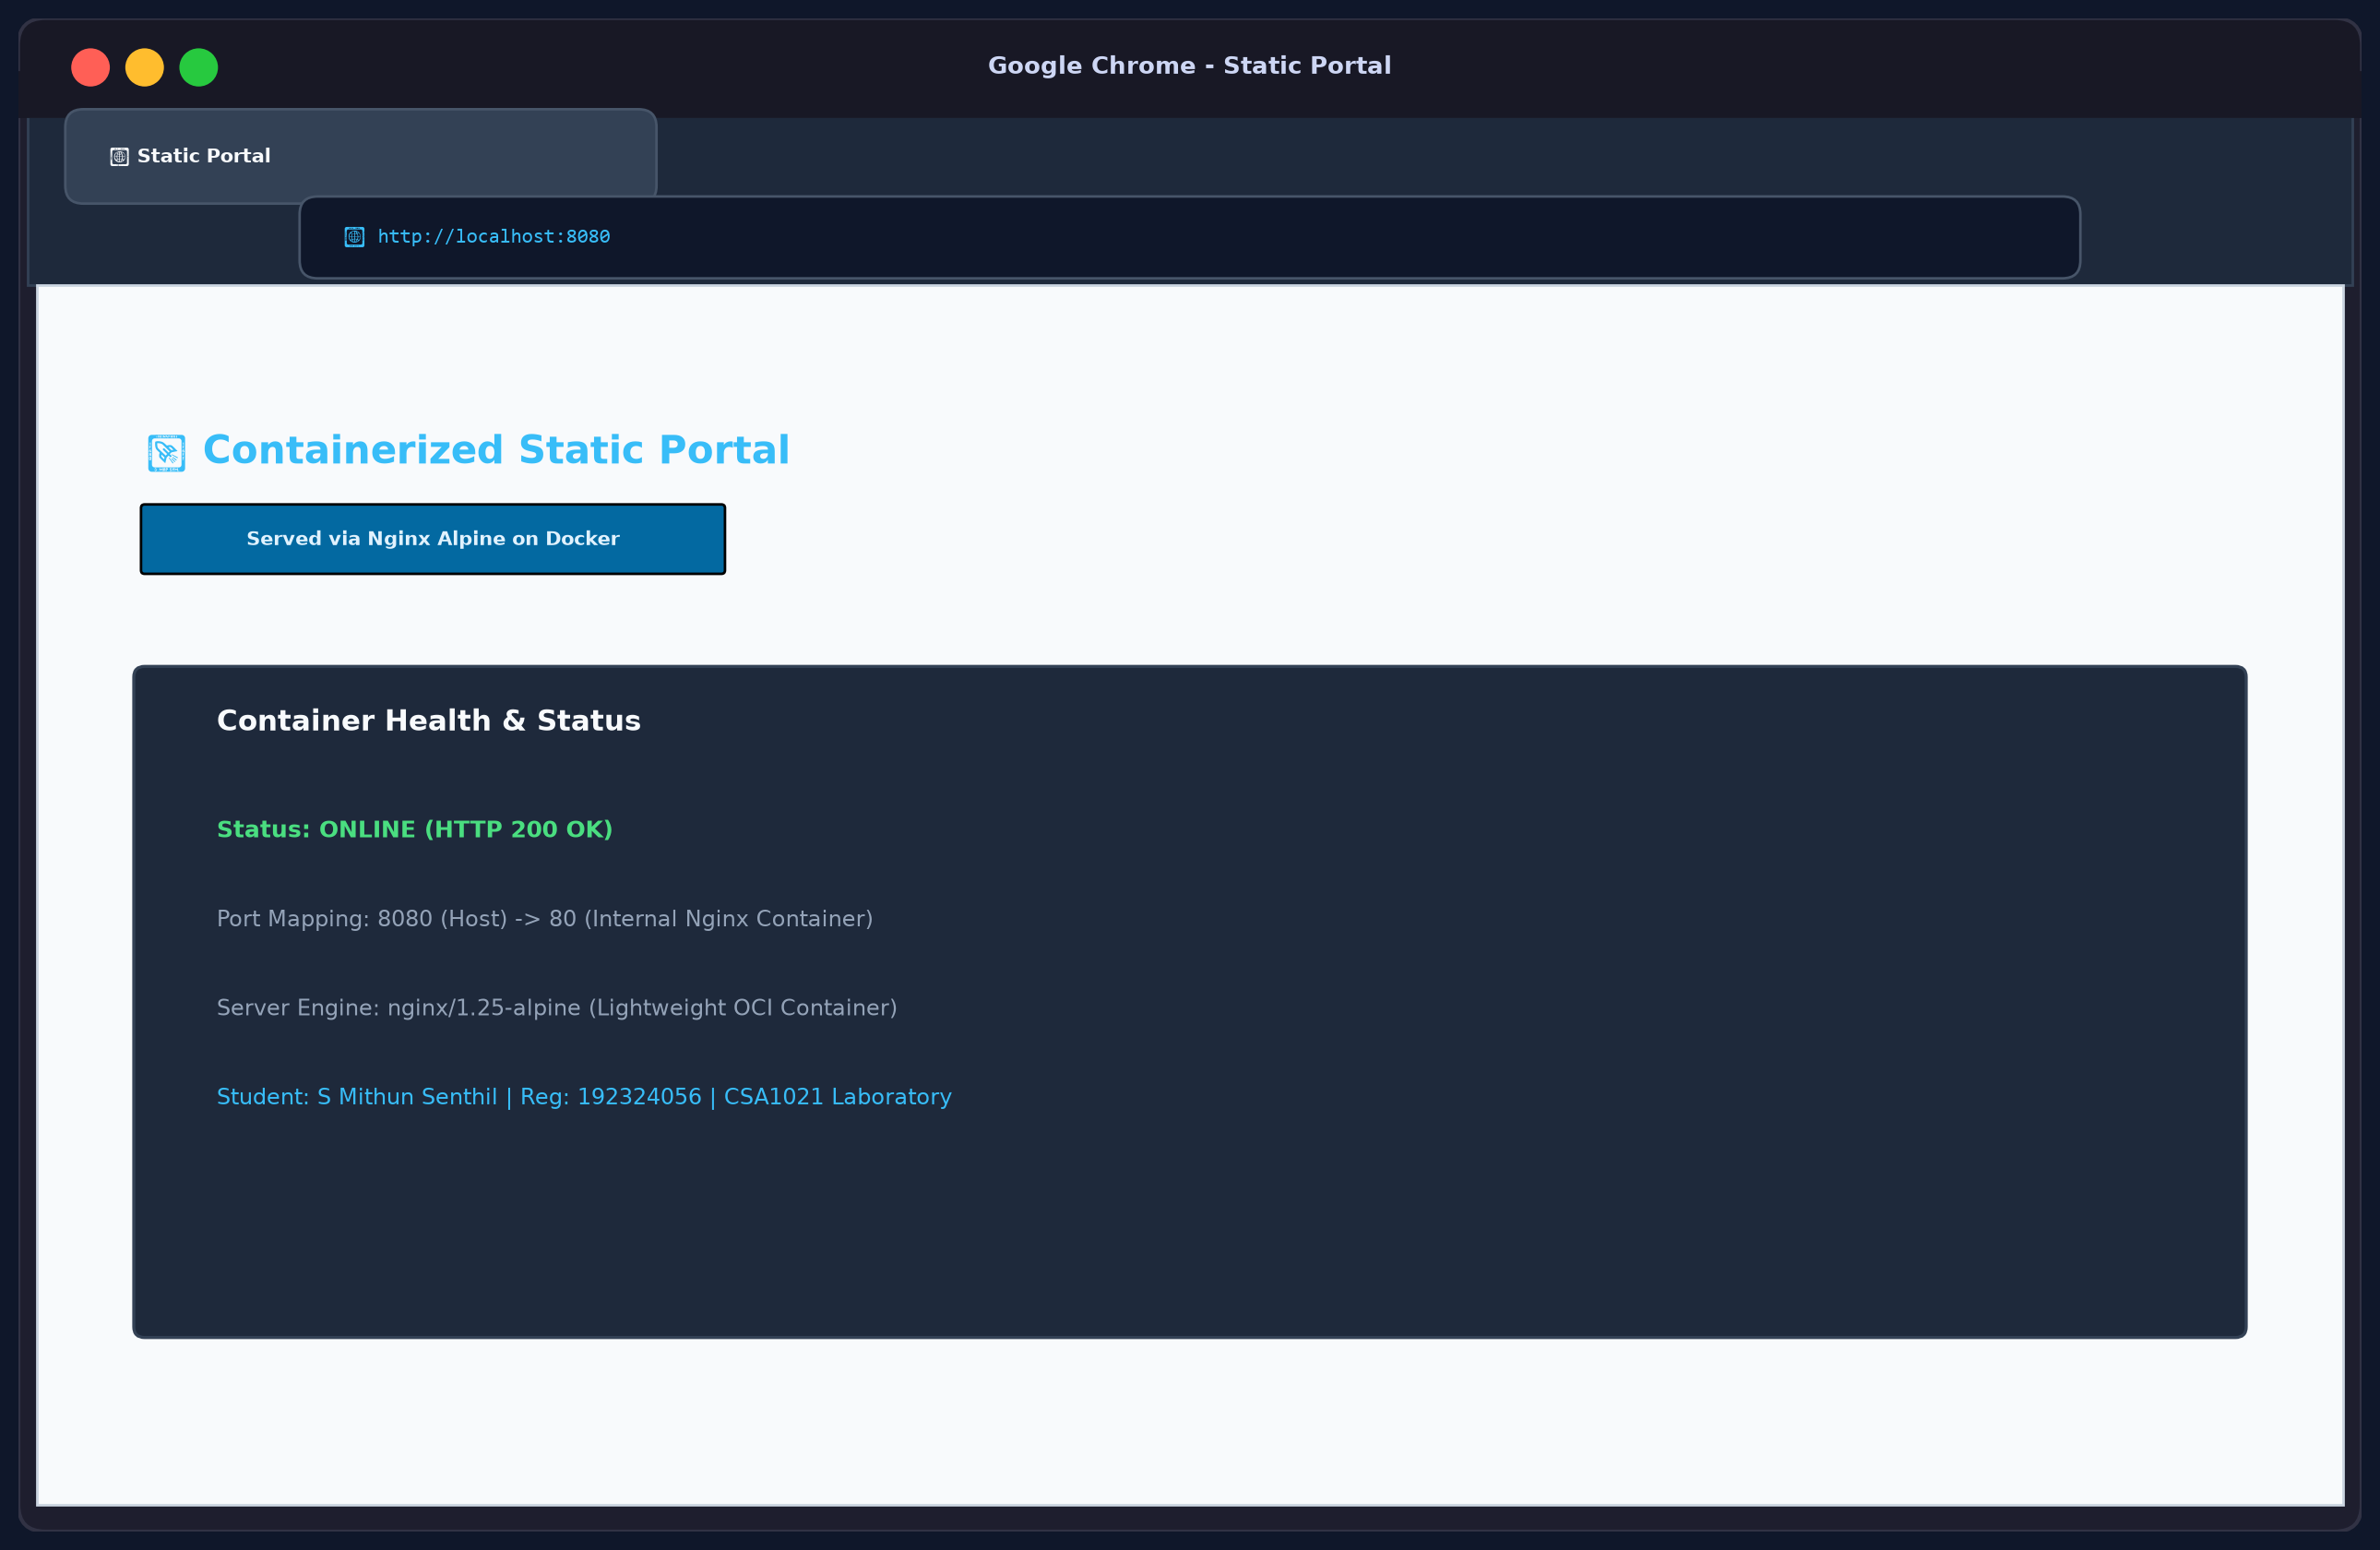 Google Chrome - Static Portal
Static Portal
http://localhost:8080
Containerized Static Portal
Served via Nginx Alpine on Docker
Container Health & Status
Status: ONLINE (HTTP 200 OK)
Port Mapping: 8080 (Host) -> 80 (Internal Nginx Container)
Server Engine: nginx/1.25-alpine (Lightweight OCI Container)
Student: S Mithun Senthil | Reg: 192324056 | CSA1021 Laboratory